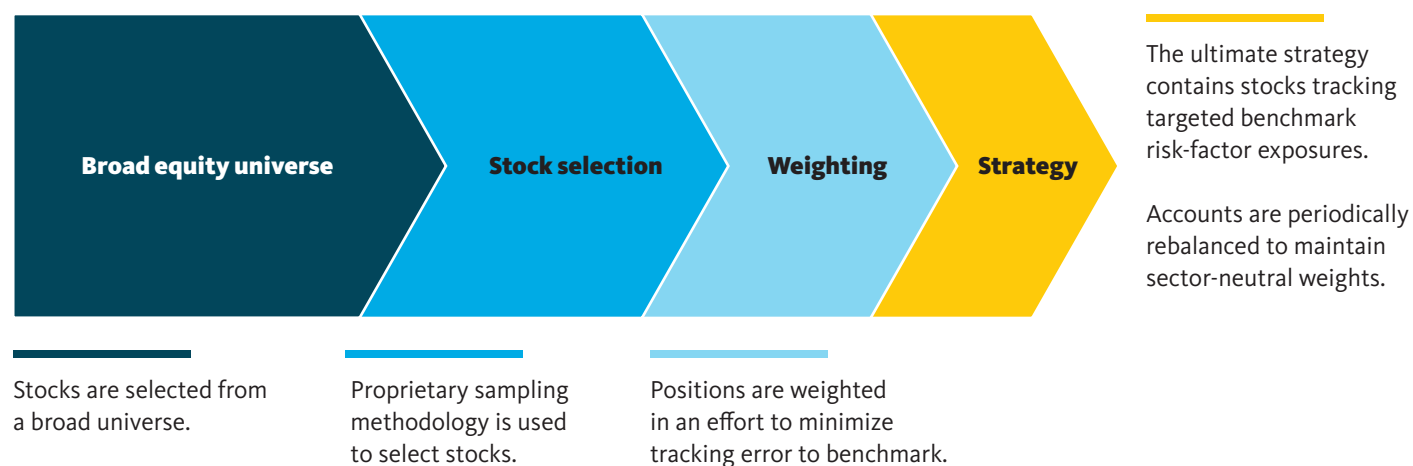 Broad equity universe
Stock selection
Weighting
Strategy
The ultimate strategy
contains stocks tracking
targeted benchmark
risk-factor exposures.
Accounts are periodically
rebalanced to maintain
sector-neutral weights.
Stocks are selected from
a broad universe.
Proprietary sampling
methodology is used
to select stocks.
Positions are weighted
in an effort to minimize
tracking error to benchmark.